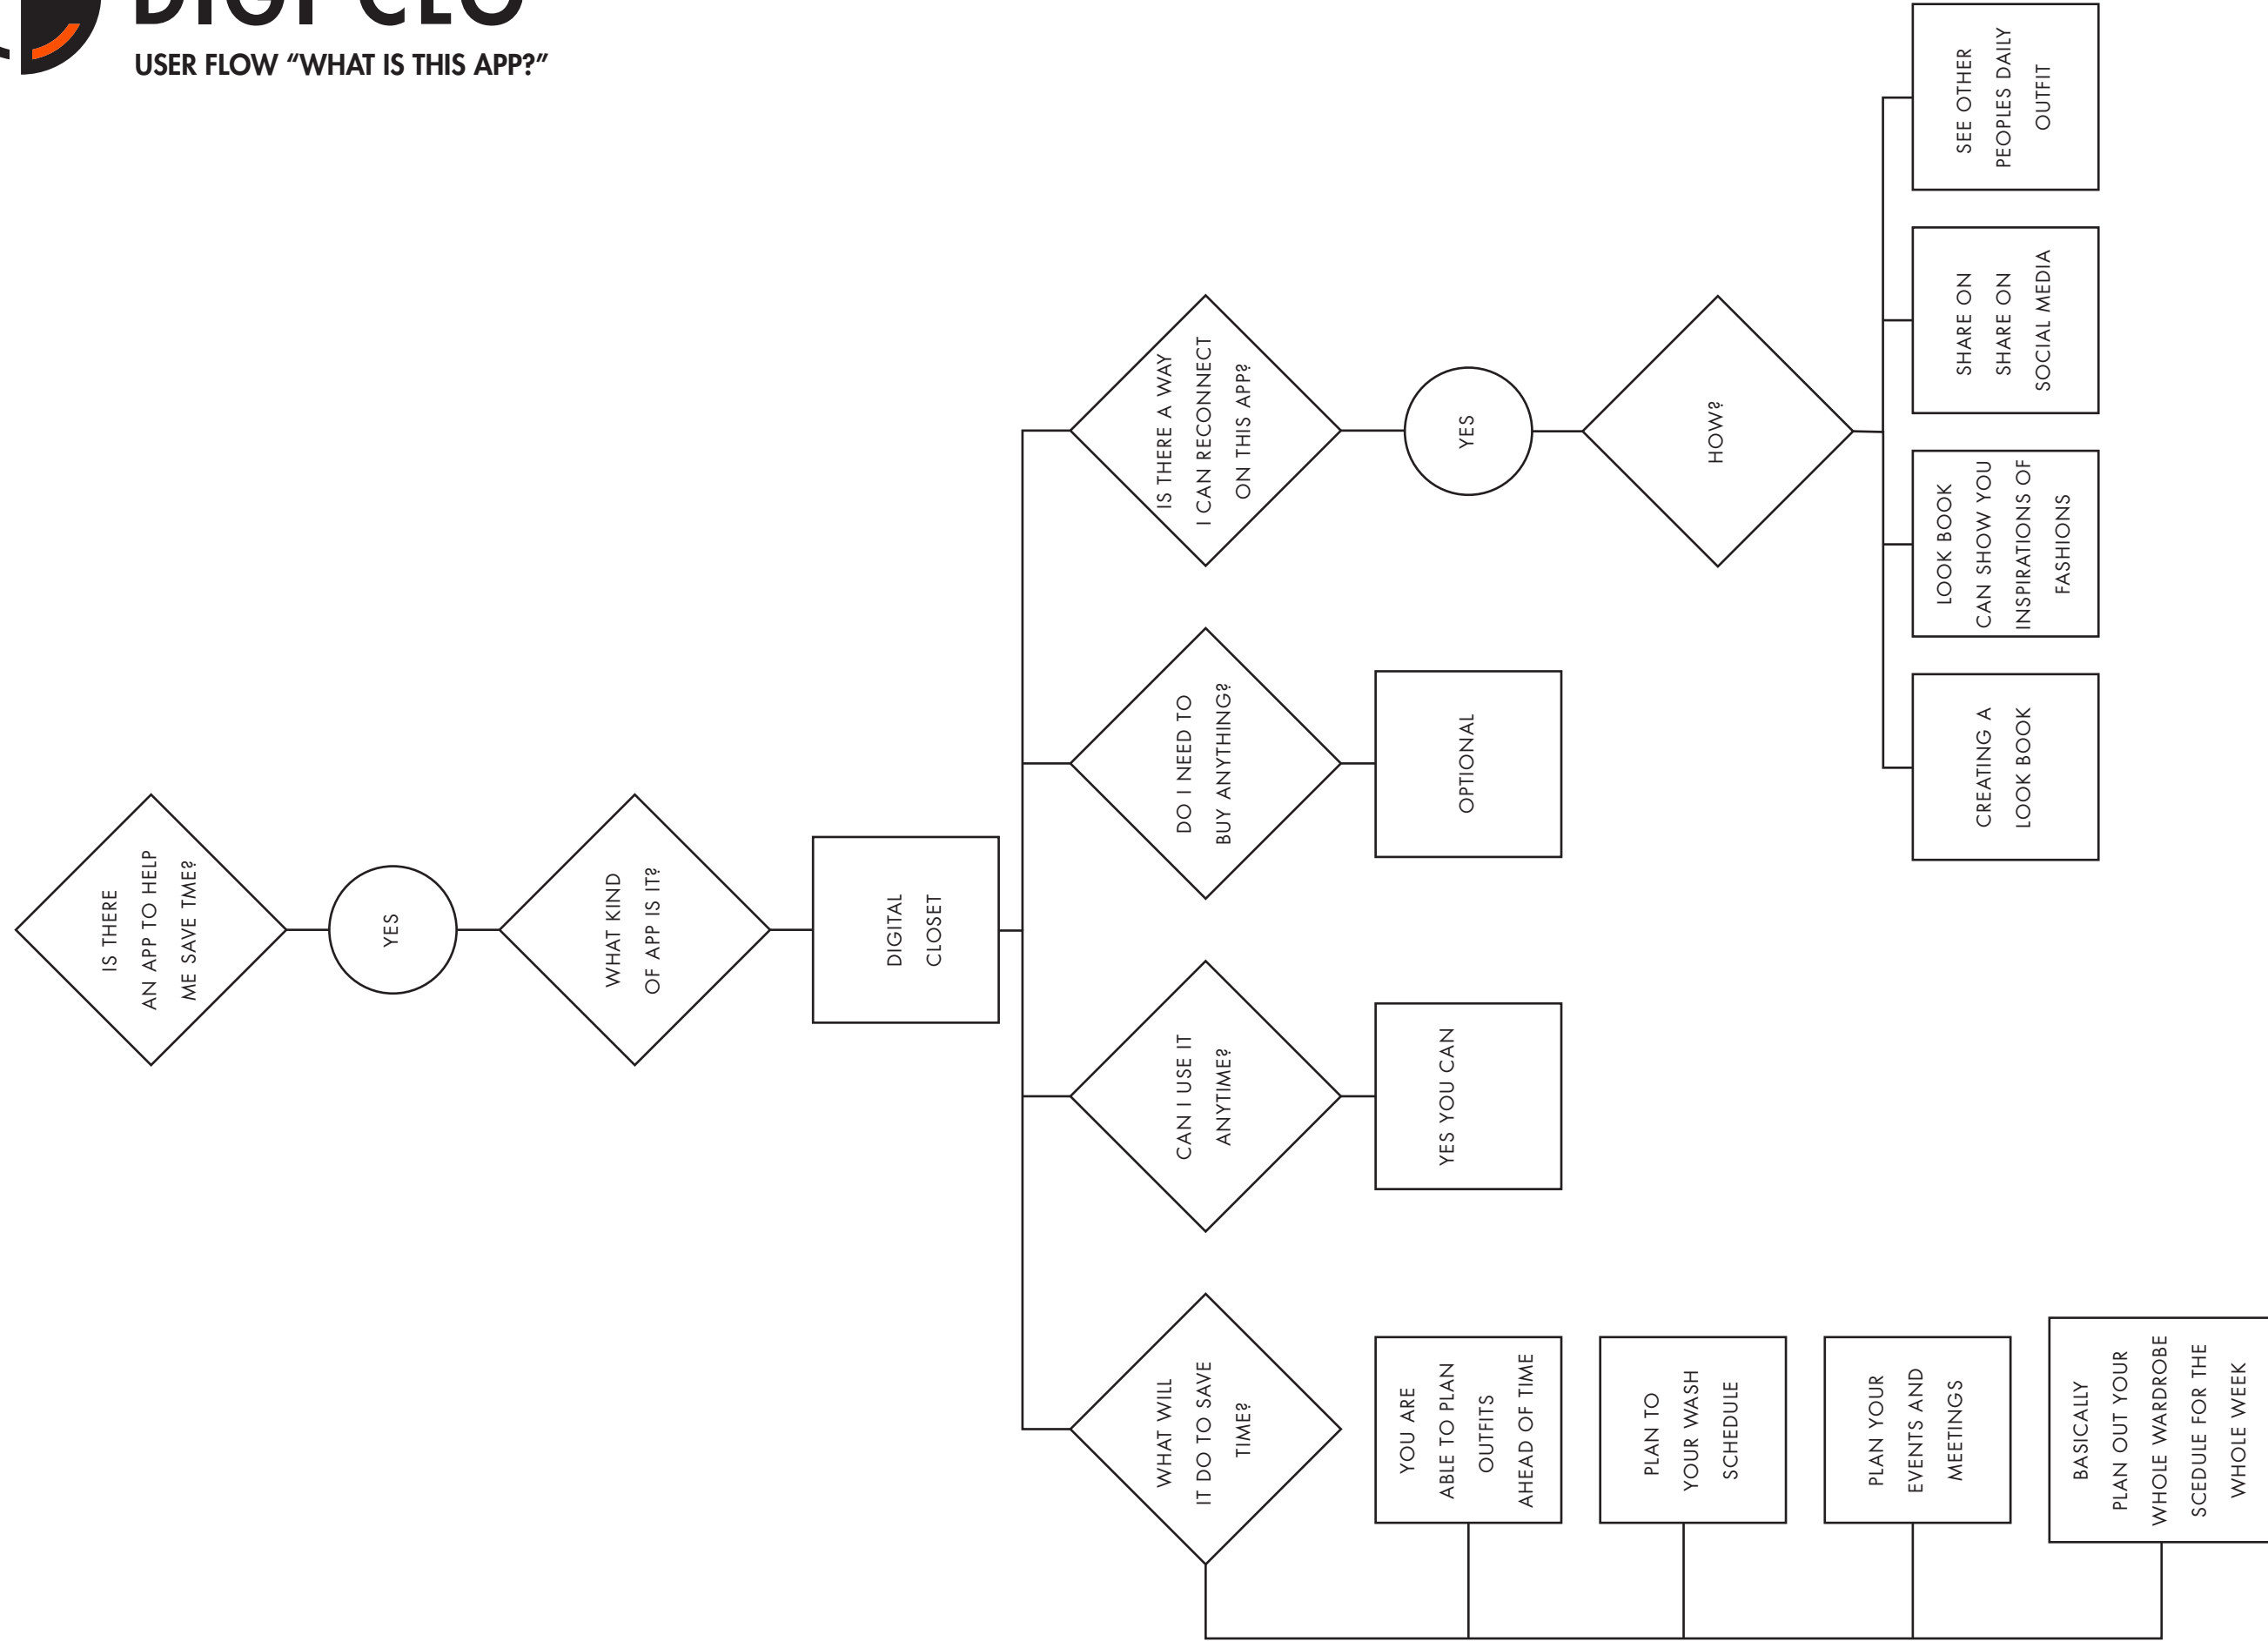 DIGI-CLO
USER FLOW “WHAT IS THIS APP?”
IS THERE
AN APP TO HELP
ME SAVE TIME?
YES
WHAT KIND
OF APP IS IT?
DIGITAL
CLOSET
WHAT WILL
IT DO TO SAVE
TIME?
YOU ARE
ABLE TO PLAN
OUTFITS
AHEAD OF TIME
PLAN TO
YOUR WASH
SCHEDULE
PLAN YOUR
EVENTS AND
MEETINGS
BASICALLY
PLAN OUT YOUR
WHOLE WARDROBE
SCEDULE FOR THE
WHOLE WEEK
CAN I USE IT
ANYTIME?
YES YOU CAN
DO I NEED TO
BUY ANYTHING?
OPTIONAL
IS THERE A WAY
I CAN RECONNECT
ON THIS APP?
YES
HOW?
CREATING A
LOOK BOOK
LOOK BOOK
CAN SHOW YOU
INSPIRATIONS OF
FASHIONS
SHARE ON
SHARE ON
SOCIAL MEDIA
SEE OTHER
PEOPLES DAILY
OUTFIT